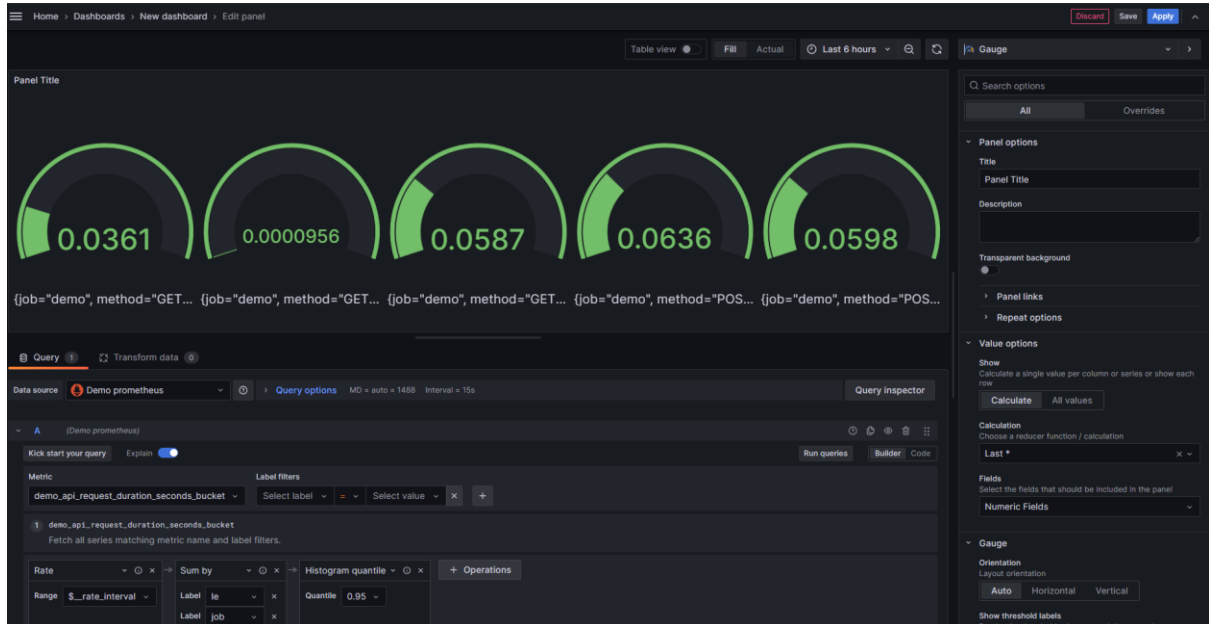 Home › Dashboards › New dashboard › Edit panel
Discard Save Apply
Table view Fill Actual Last 6 hours
Gauge
Panel Title
Search options
All Overrides
Panel options
Title
Panel Title
Description
Transparent background
Panel links
Repeat options
0.0361 0.0000956 0.0587 0.0636 0.0598
{job="demo", method="GET... {job="demo", method="GET... {job="demo", method="GET... {job="demo", method="POS... {job="demo", method="POS...
Value options
Show
Calculate a single value per column or series or show each
row
Calculate All values
Calculation
Choose a reducer function / calculation
Last *
Fields
Select the fields that should be included in the panel
Numeric Fields
Gauge
Orientation
Layout orientation
Auto Horizontal Vertical
Show threshold labels
Query 1 Transform data 0
Data source Demo prometheus Query options MD = auto = 1488 Interval = 15s Query inspector
A (Demo prometheus)
Kick start your query Explain Run queries Builder Code
Metric Label filters
demo_api_request_duration_seconds_bucket Select label = Select value × +
1 demo_api_request_duration_seconds_bucket
Fetch all series matching metric name and label filters.
Rate Sum by Histogram quantile + Operations
Range $__rate_interval Label le Quantile 0.95
Label job